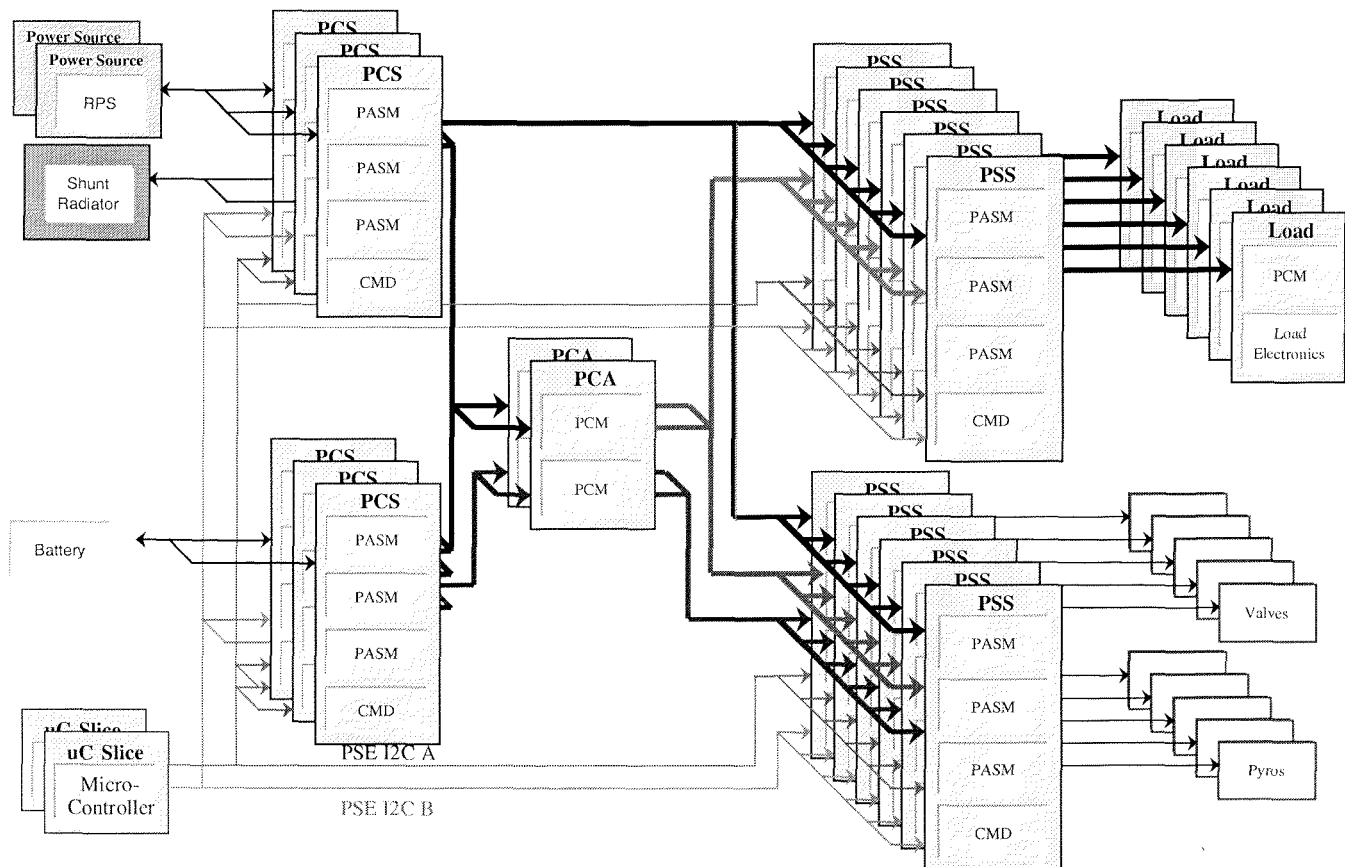 Power Source
Power Source
RPS
Shunt
Radiator
PCS
PCS
PCS
PASM
PASM
PASM
CMD
PSS
PSS
PSS
PSS
PSS
PSS
PASM
PASM
PASM
CMD
Load
Load
Load
Load
Load
Load
PCM
Load
Electronics
PCA
PCA
PCM
PCM
Battery
PCS
PCS
PCS
PASM
PASM
PASM
CMD
PSS
PSS
PSS
PSS
PSS
PSS
PASM
PASM
PASM
CMD
Valves
Pyros
uC Slice
uC Slice
Micro-
Controller
PSE I2C A
PSE I2C B